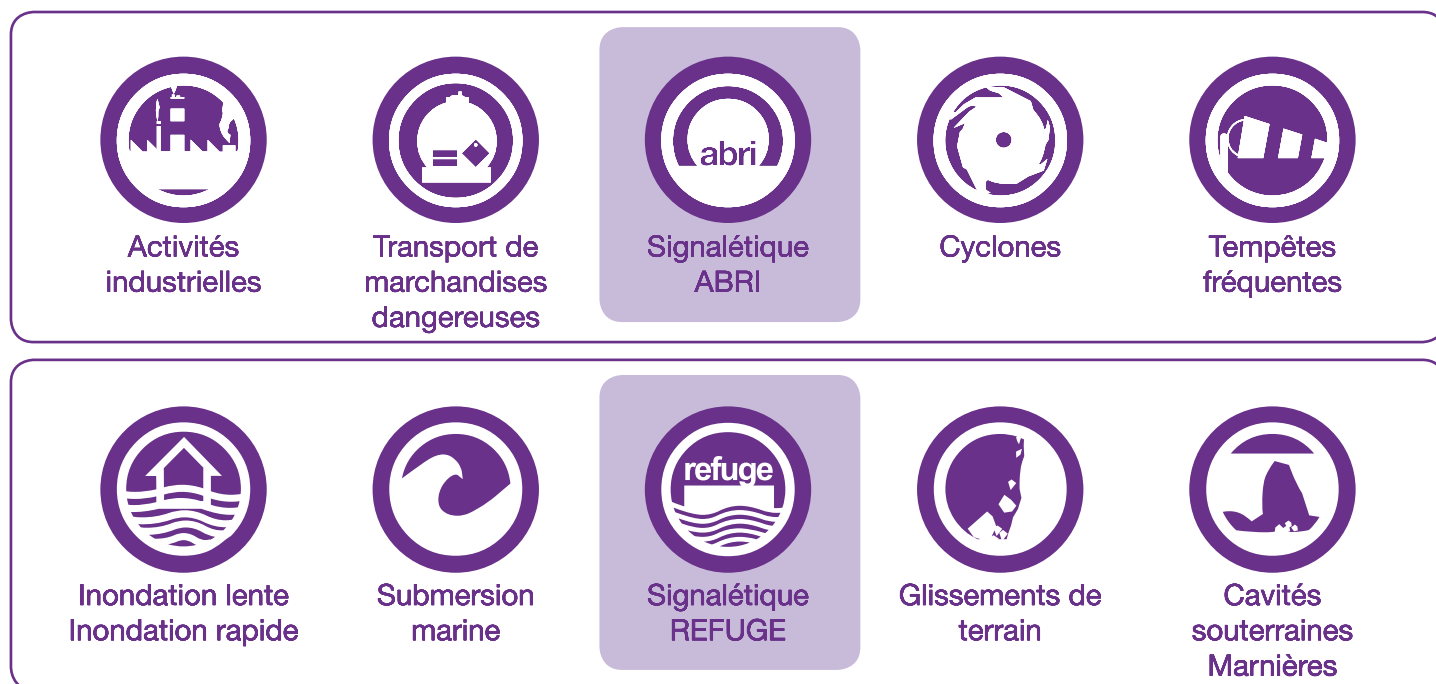 abri
Activités
industrielles
Transport de
marchandises
dangereuses
Signalétique
ABRI
Cyclones
Tempêtes
fréquentes
refuge
Inondation lente
Inondation rapide
Submersion
marine
Signalétique
REFUGE
Glissements de
terrain
Cavités
souterraines
Marnières